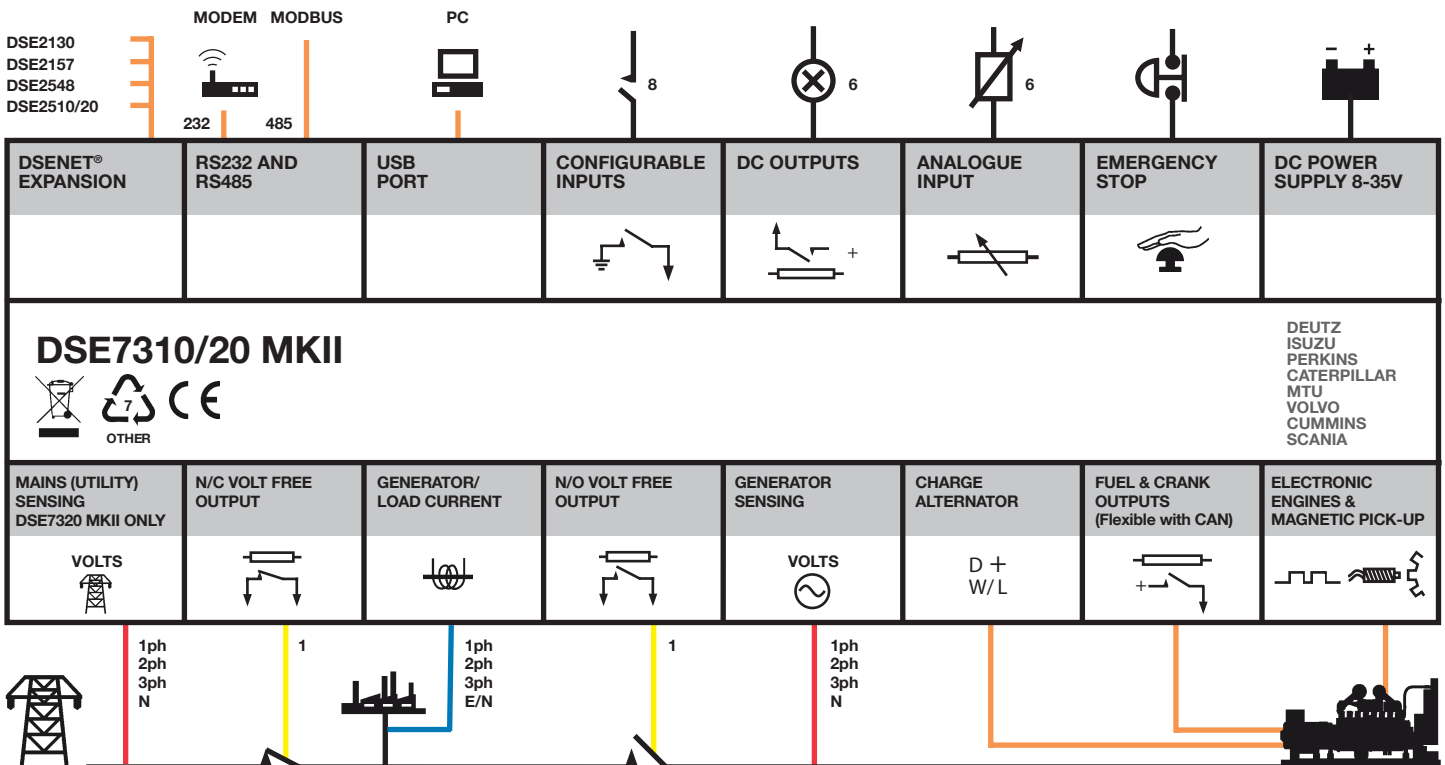 MODEM MODBUS PC
DSE2130
DSE2157
DSE2548
DSE2510/20
232 485
8
6
6
- +
DSENET® EXPANSION
RS232 AND RS485
USB PORT
CONFIGURABLE INPUTS
DC OUTPUTS
ANALOGUE INPUT
EMERGENCY STOP
DC POWER SUPPLY 8-35V
+
DSE7310/20 MKII
7
OTHER
CE
DEUTZ
ISUZU
PERKINS
CATERPILLAR
MTU
VOLVO
CUMMINS
SCANIA
MAINS (UTILITY)
SENSING
DSE7320 MKII ONLY
VOLTS
N/C VOLT FREE
OUTPUT
GENERATOR/
LOAD CURRENT
N/O VOLT FREE
OUTPUT
GENERATOR
SENSING
VOLTS
CHARGE
ALTERNATOR
D +
W/L
FUEL & CRANK
OUTPUTS
(Flexible with CAN)
+
ELECTRONIC
ENGINES &
MAGNETIC PICK-UP
1ph
2ph
3ph
N
1
1ph
2ph
3ph
E/N
1
1ph
2ph
3ph
N